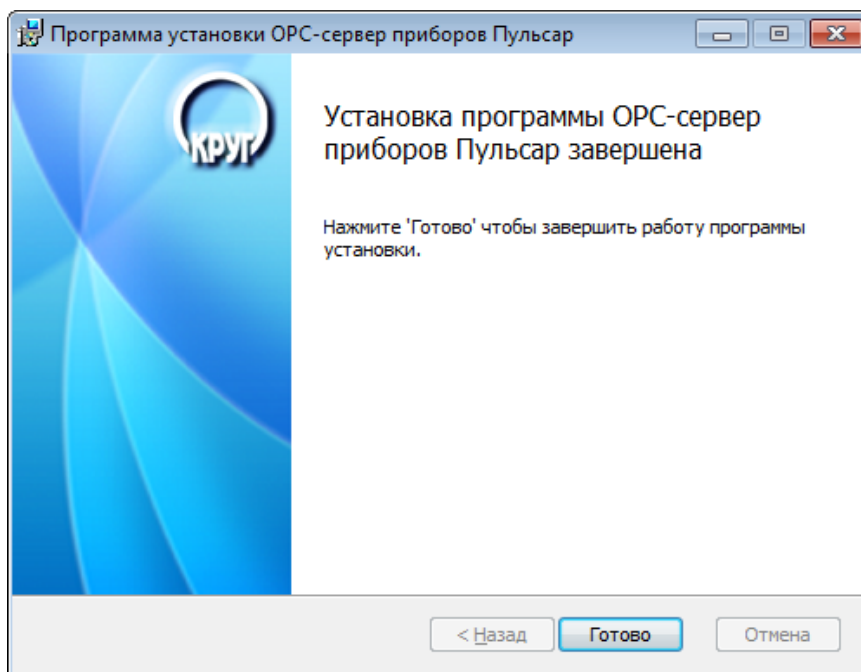 Программа установки OPC-сервер приборов Пульсар
КРУГ
Установка программы OPC-сервер
приборов Пульсар завершена
Нажмите 'Готово' чтобы завершить работу программы
установки.
< Назад
Готово
Отмена